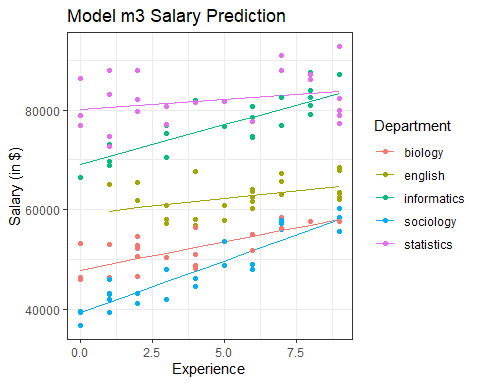 Model m3 Salary Prediction
Salary (in $)
80000
60000
40000
0.0 2.5 5.0 7.5
Experience
Department
biology
english
informatics
sociology
statistics